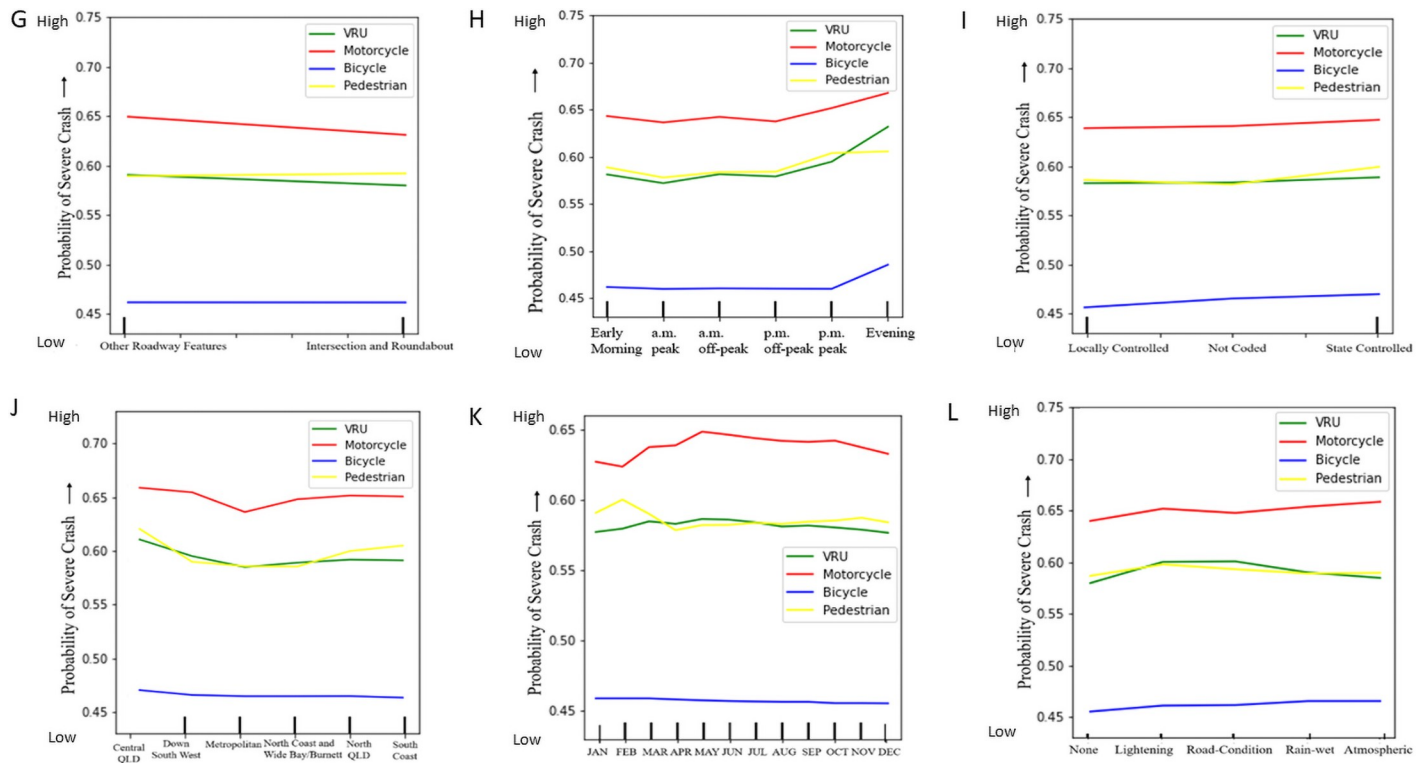 G
High
0.75
0.70
0.65
0.60
0.55
0.50
0.45
Low
Probability of Severe Crash
VRU
Motorcycle
Bicycle
Pedestrian
Other Roadway Features
Intersection and Roundabout
H
High
0.75
0.70
0.65
0.60
0.55
0.50
0.45
Low
Probability of Severe Crash
VRU
Motorcycle
Bicycle
Pedestrian
Early
Morning
a.m.
peak
a.m.
off-peak
p.m.
off-peak
p.m.
peak
Evening
I
High
0.75
0.70
0.65
0.60
0.55
0.50
0.45
Low
Probability of Severe Crash
VRU
Motorcycle
Bicycle
Pedestrian
Locally Controlled
Not Coded
State Controlled
J
High
0.70
0.65
0.60
0.55
0.50
0.45
Low
Probability of Severe Crash
VRU
Motorcycle
Bicycle
Pedestrian
Central
QLD
Down
South West
Metropolitan
North Coast and
Wide Bay/Burnett
North
QLD
South
Coast
K
High
0.65
0.60
0.55
0.50
0.45
Low
Probability of Severe Crash
VRU
Motorcycle
Bicycle
Pedestrian
JAN FEB MAR APR MAY JUN JUL AUG SEP OCT NOV DEC
L
High
0.75
0.70
0.65
0.60
0.55
0.50
0.45
Low
Probability of Severe Crash
VRU
Motorcycle
Bicycle
Pedestrian
None
Lightening
Road-Condition
Rain-wet
Atmospheric